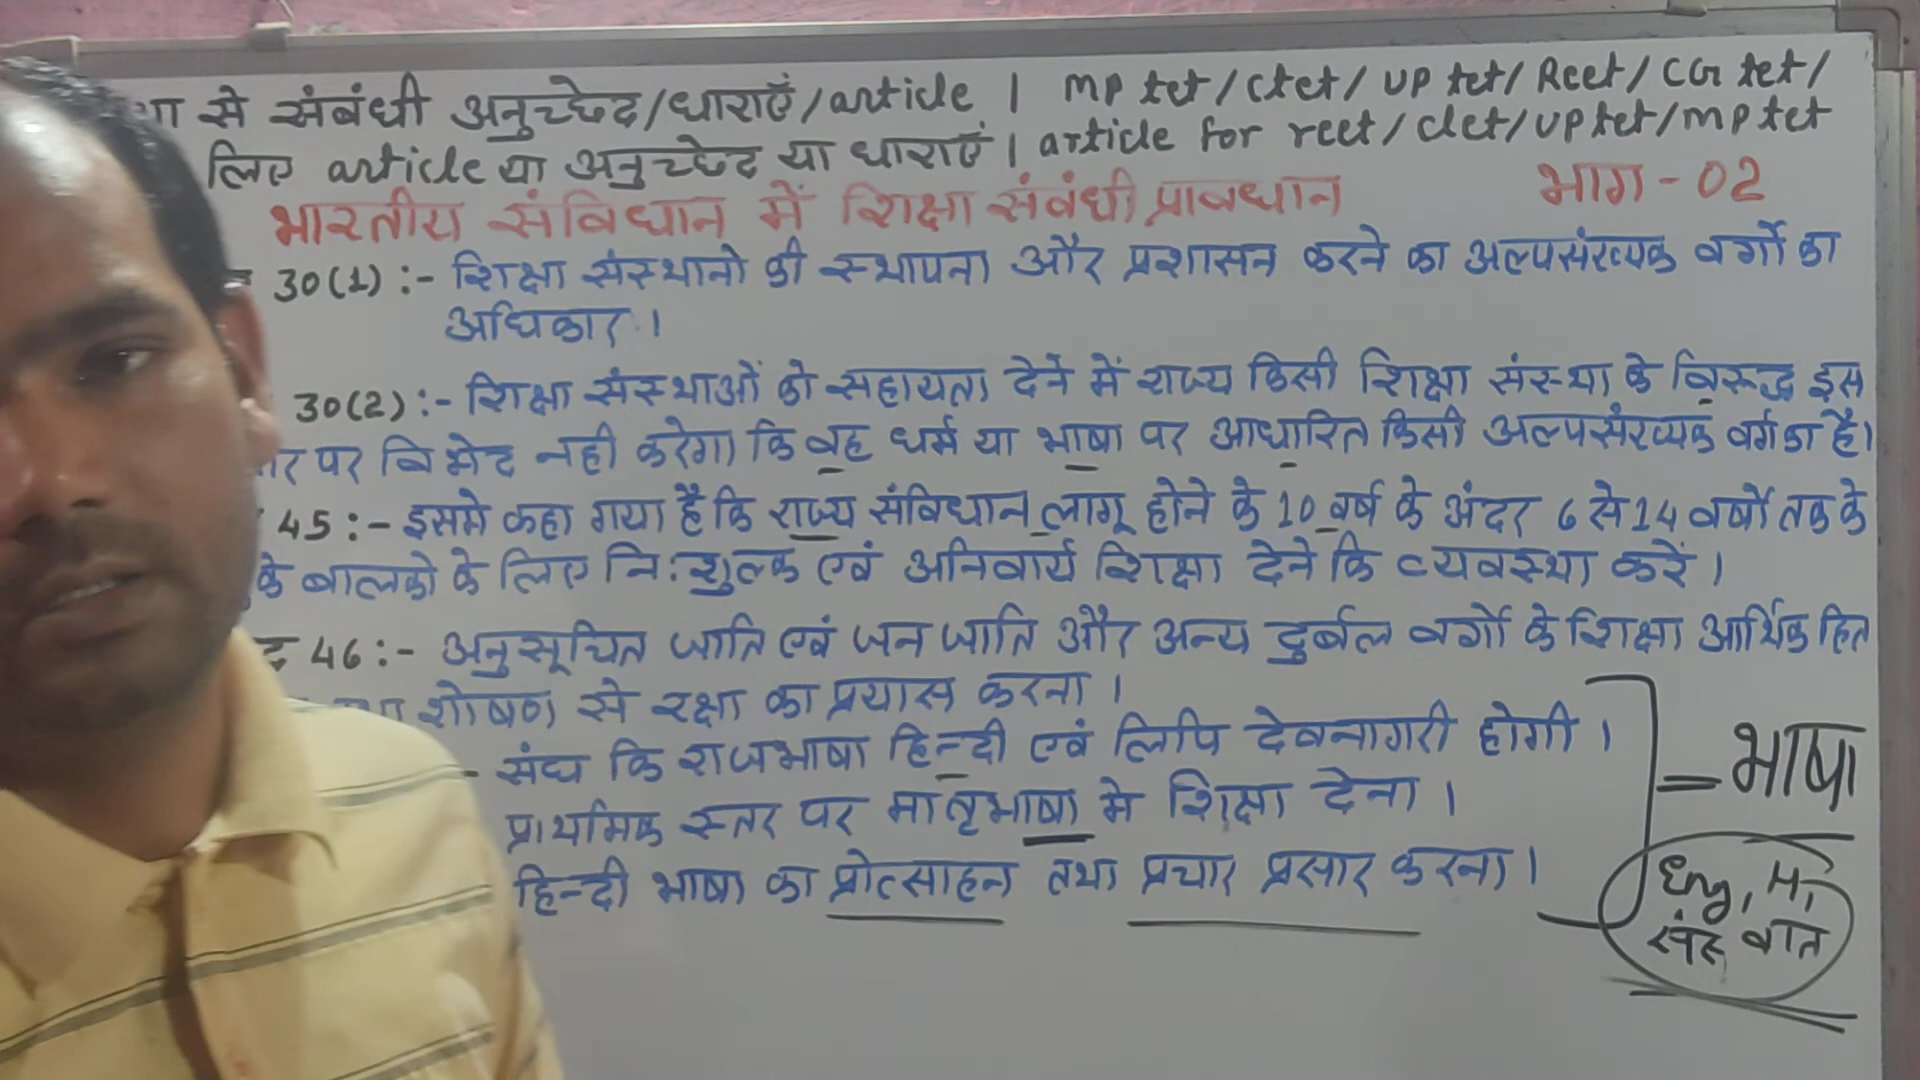 से संबंधी अनुच्छेद/धाराएँ/article | MP tet/ctet/UP tet/Reet/CG tet/
लिए article या अनुच्छेद या धाराएँ | article for reet/ctet/UPtet/mptet
भारतीय संविधान में शिक्षा संबंधी प्रावधान भाग-02
30(1) :- शिक्षा संस्थानो की स्थापना और प्रशासन करने का अल्पसंख्यक वर्गों का
अधिकार।
30(2) :- शिक्षा संस्थाओं को सहायता देने में राज्य किसी शिक्षा संस्था के विरूद्ध इस
पर विभेद नही करेगा कि वह धर्म या भाषा पर आधारित किसी अल्पसंख्यक वर्ग का है।
45 :- इसमे कहा गया है कि राज्य संविधान लागू होने के 10 वर्ष के अंदर 6 से 14 वर्षों तक के
के बालको के लिए नि:शुल्क एवं अनिवार्य शिक्षा देने कि व्यवस्था करें।
46 :- अनुसूचित जाति एवं जन जाति और अन्य दुर्बल वर्गों के शिक्षा आर्थिक हित
शोषण से रक्षा का प्रयास करना।
- संघ कि राजभाषा हिन्दी एवं लिपि देवनागरी होगी।
प्राथमिक स्तर पर मातृभाषा मे शिक्षा देना।
हिन्दी भाषा का प्रोत्साहन तथा प्रचार प्रसार करना।
= भाषा
Eng, H,